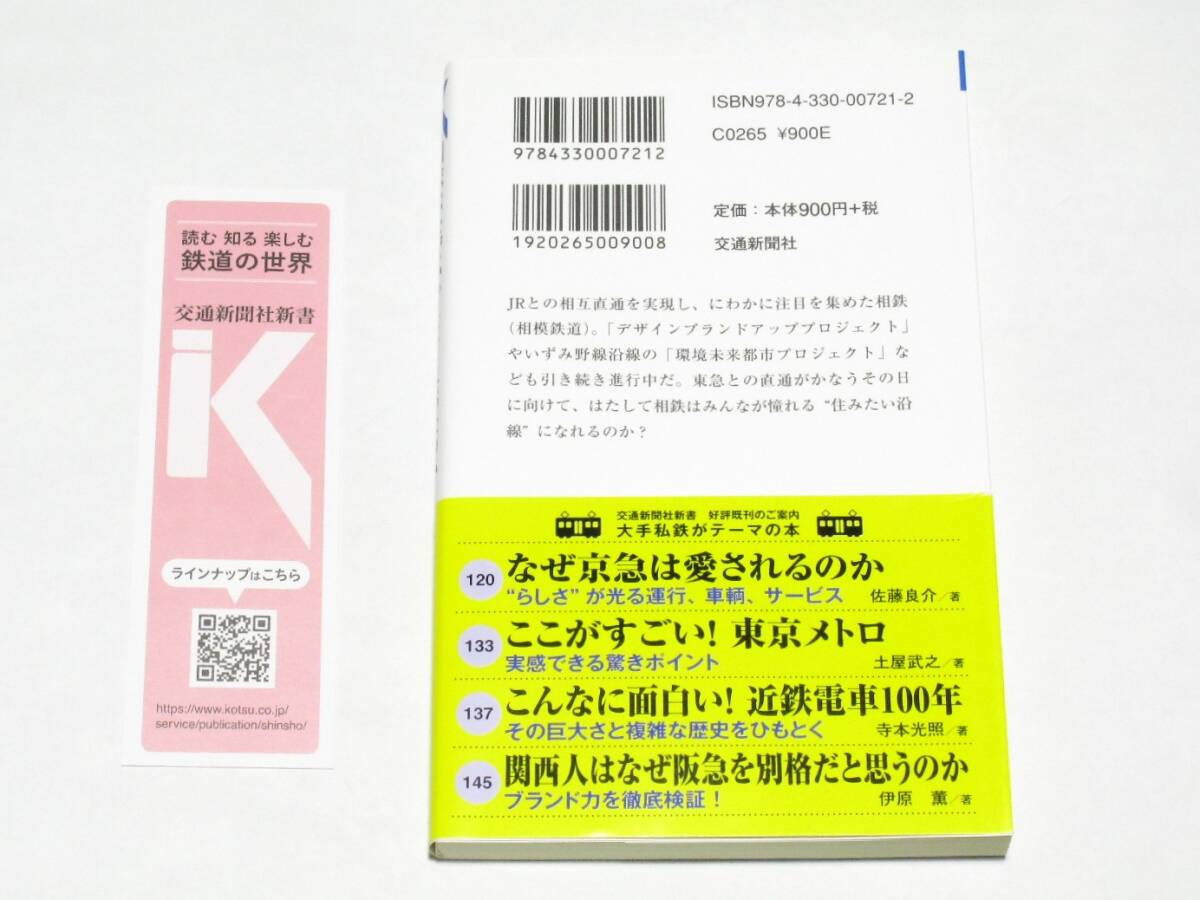 読む 知る 楽しむ
鉄道の世界
交通新聞社新書
K
ラインナップはこちら
https://www.kotsu.co.jp/
service/publication/shinsho/
ISBN978-4-330-00721-2
C0265 ¥900E
9784330007212
定価：本体900円+税
1920265009008
交通新聞社
JRとの相互直通を実現し、にわかに注目を集めた相鉄
（相模鉄道）。「デザインブランドアッププロジェクト」
やいずみ野線沿線の「環境未来都市プロジェクト」な
ども引き続き進行中だ。東急との直通がかなうその日
に向けて、はたして相鉄はみんなが憧れる“住みたい沿
線”になれるのか？
交通新聞社新書 好評既刊のご案内
大手私鉄がテーマの本
120 なぜ京急は愛されるのか
“らしさ”が光る運行、車輌、サービス 佐藤良介／著
133 ここがすごい！東京メトロ
実感できる驚きポイント 土屋武之／著
137 こんなに面白い！近鉄電車100年
その巨大さと複雑な歴史をひもとく 寺本光照／著
145 関西人はなぜ阪急を別格だと思うのか
ブランド力を徹底検証！ 伊原 薫／著